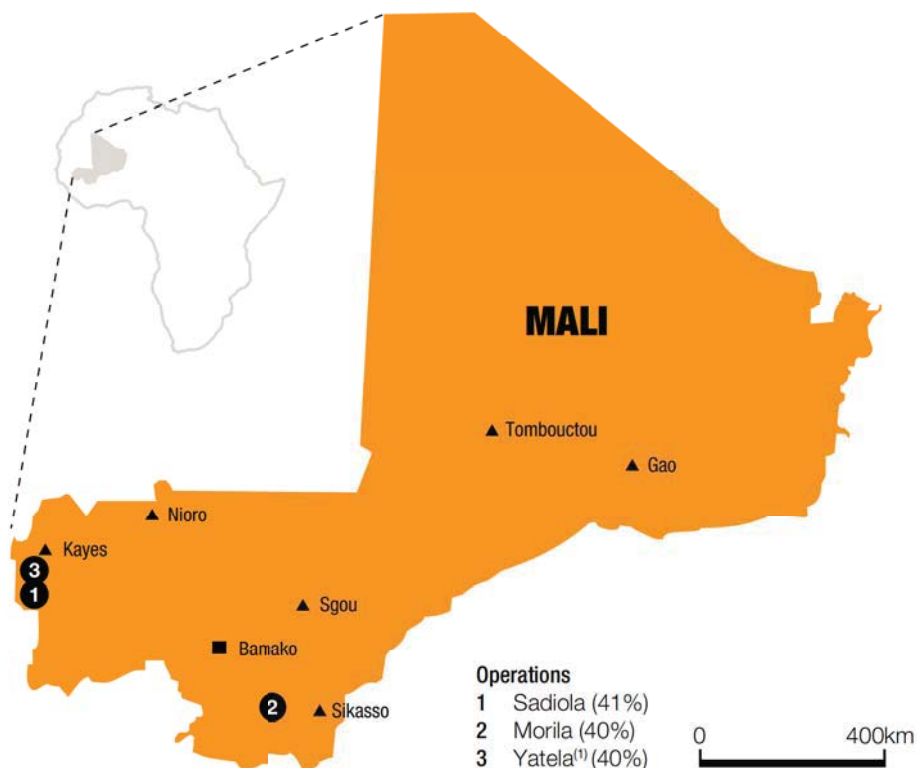 MALI
Tombouctou
Gao
Nioro
Kayes
3
1
Sgou
Bamako
2
Sikasso
Operations
1 Sadiola (41%)
2 Morila (40%)
3 Yatela⁽¹⁾ (40%)
0 400km